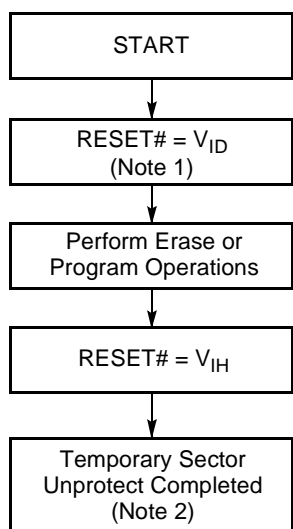 START
RESET# = VID
(Note 1)
Perform Erase or
Program Operations
RESET# = VIH
Temporary Sector
Unprotect Completed
(Note 2)